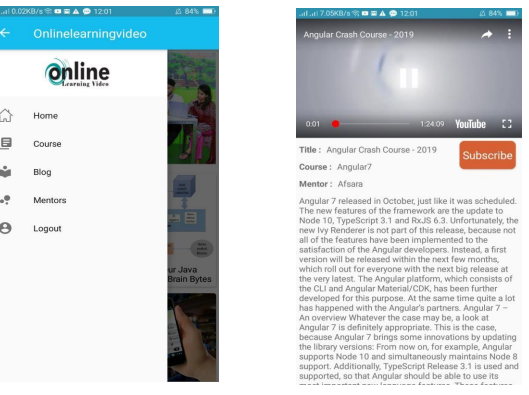 0.02KB/s 12:01 84%
Onlinelearningvideo
Online
Learning Video
Home
Course
Blog
Mentors
Logout
ur Java
Brain Bytes
7.05KB/s 12:01 84%
Angular Crash Course - 2019
0:01 1:24:09 YouTube
Title : Angular Crash Course - 2019
Subscribe
Course : Angular7
Mentor : Afsara
Angular 7 released in October, just like it was scheduled.
The new features of the framework are the update to
Node 10, TypeScript 3.1 and RxJS 6.3. Unfortunately, the
new Ivy Renderer is not part of this release, because not
all of the features have been implemented to the
satisfaction of the Angular developers. Instead, a first
version will be released within the next few months,
which roll out for everyone with the next big release at
the very latest. The Angular platform, which consists of
the CLI and Angular Material/CDK, has been further
developed for this purpose. At the same time quite a lot
has happened with the Angular's partners. Angular 7 –
An overview Whatever the case may be, a look at
Angular 7 is definitely appropriate. This is the case,
because Angular 7 brings some innovations by updating
the library versions: From now on, for example, Angular
supports Node 10 and simultaneously maintains Node 8
support. Additionally, TypeScript Release 3.1 is used and
supported, so that Angular should be able to use its
most important new language features. These features